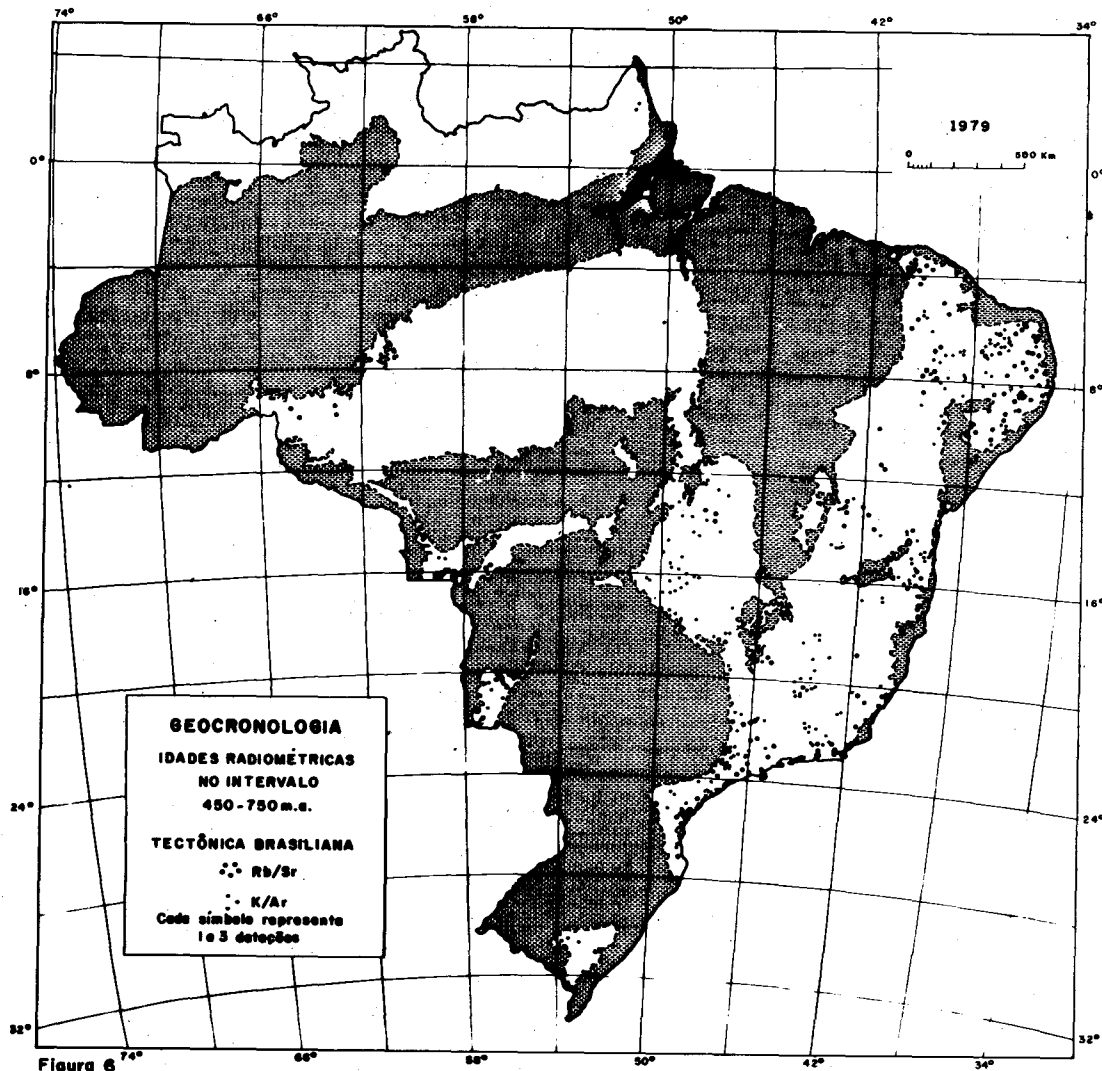 74° 66° 58° 50° 42° 34°
1979
0 500 Km
0° 0°
8° 8°
16° 16°
24° 24°
32° 32°
GEOCRONOLOGIA
IDADES RADIOMÉTRICAS
NO INTERVALO
450-750 m.a.
TECTÔNICA BRASILIANA
Rb/Sr
K/Ar
Cada símbolo representa
1 a 3 datações
74° 66° 58° 50° 42° 34°
Figura 6